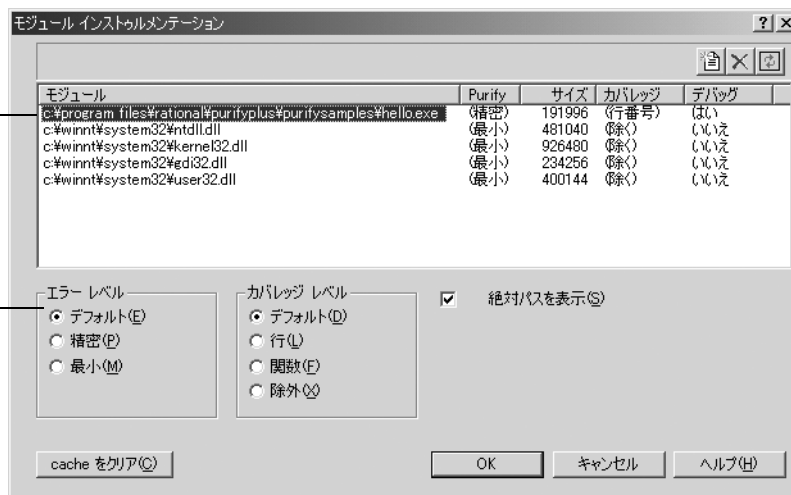 モジュール インストゥルメンテーション
モジュール Purify サイズ カバレッジ デバッグ
c:¥program files¥rational¥purifyplus¥purifysamples¥hello.exe (精密) 191996 (行番号) はい
c:¥winnt¥system32¥ntdll.dll (最小) 481040 (除く) いいえ
c:¥winnt¥system32¥kernel32.dll (最小) 926480 (除く) いいえ
c:¥winnt¥system32¥gdi32.dll (最小) 234256 (除く) いいえ
c:¥winnt¥system32¥user32.dll (最小) 400144 (除く) いいえ
エラー レベル
デフォルト(E)
精密(P)
最小(M)
カバレッジ レベル
デフォルト(D)
行(L)
関数(F)
除外(X)
絶対パスを表示(S)
cache をクリア(C)
OK
キャンセル
ヘルプ(H)